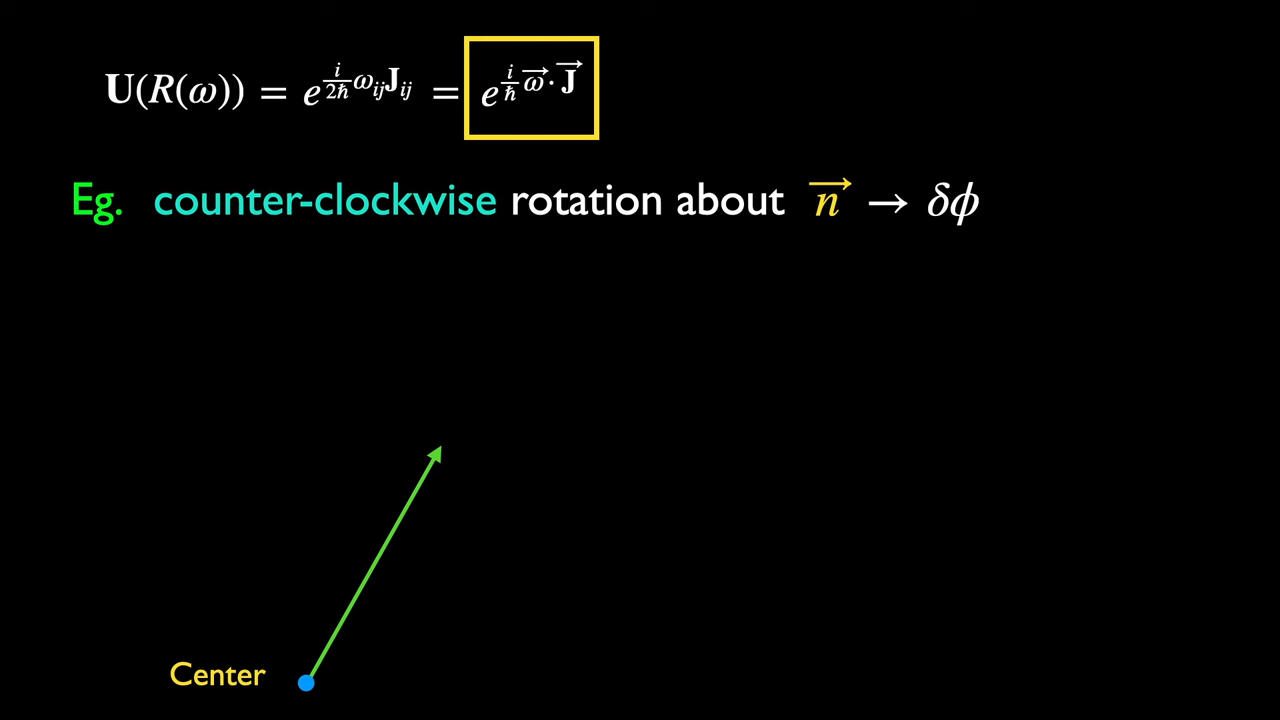 U(R(ω)) = e^{\frac{i}{2ℏ} ω_{ij} J_{ij}} = e^{\frac{i}{ℏ} \vec{ω} · \vec{J}}
Eg. counter-clockwise rotation about \vec{n} → δϕ
Center